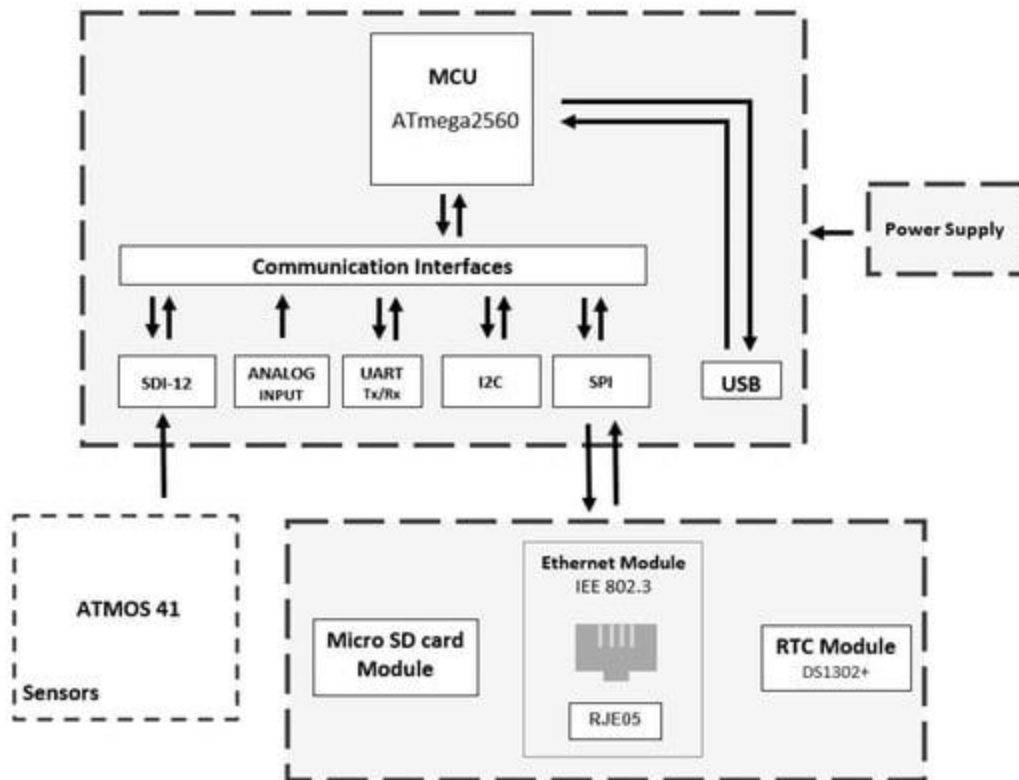 MCU
ATmega2560
Power Supply
Communication Interfaces
SDI-12
ANALOG
INPUT
UART
Tx/Rx
I2C
SPI
USB
ATMOS 41
Sensors
Ethernet Module
IEE 802.3
Micro SD card
Module
RJE05
RTC Module
DS1302+